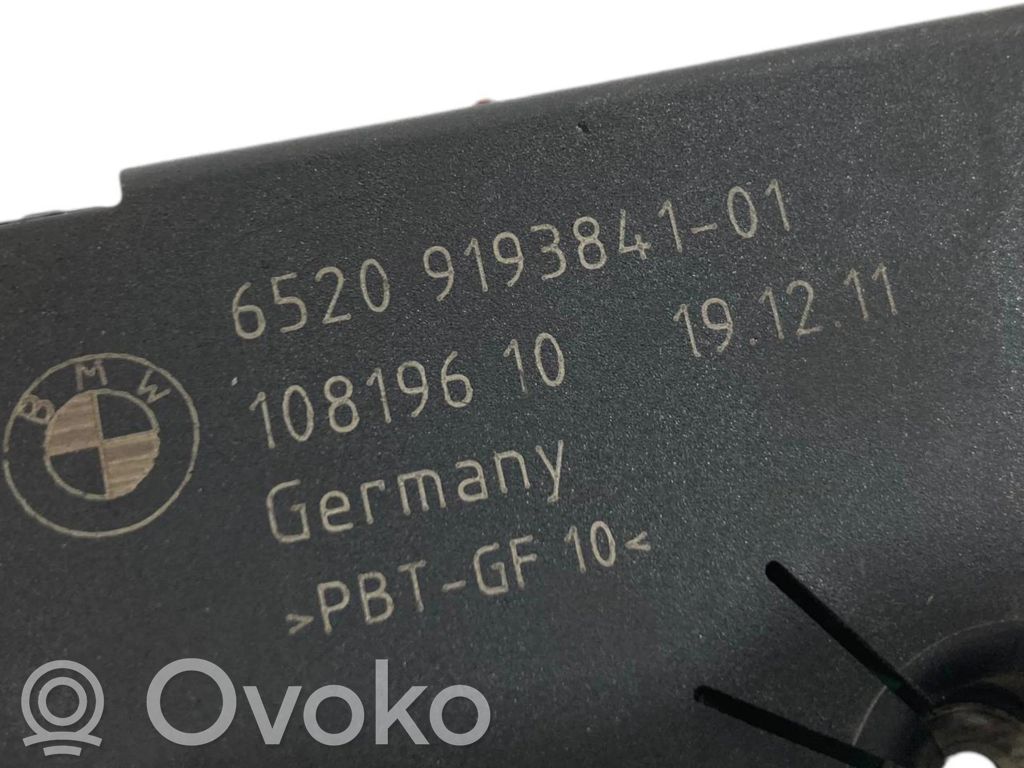 6520 9193841-01
108196 10 19.12.11
BMW
Germany
>PBT-GF 10<
Ovoko